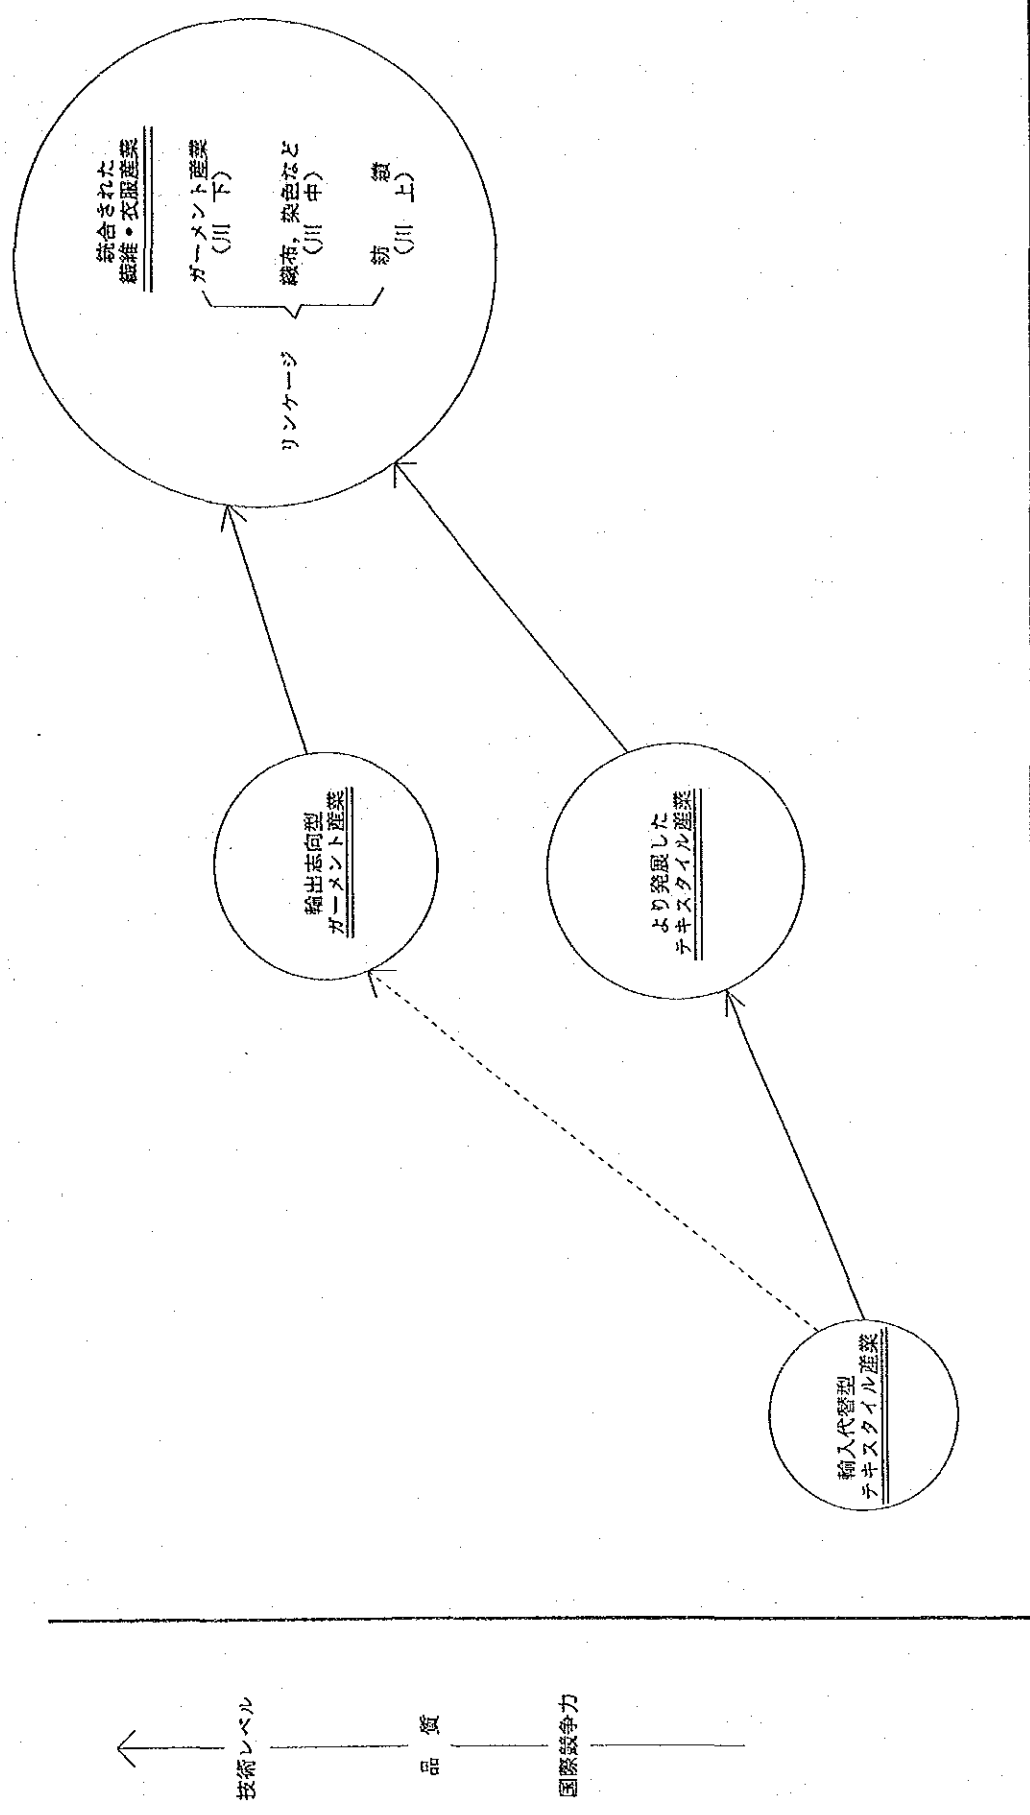 統合された
繊維・衣服産業
ガーメント産業
(川 下)
織布, 染色など
(川 中)
紡 績
(川 上)
リンケージ
輸出志向型
ガーメント産業
より発展した
テキスタイル産業
輸入代替型
テキスタイル産業
技術レベル
品 質
国際競争力